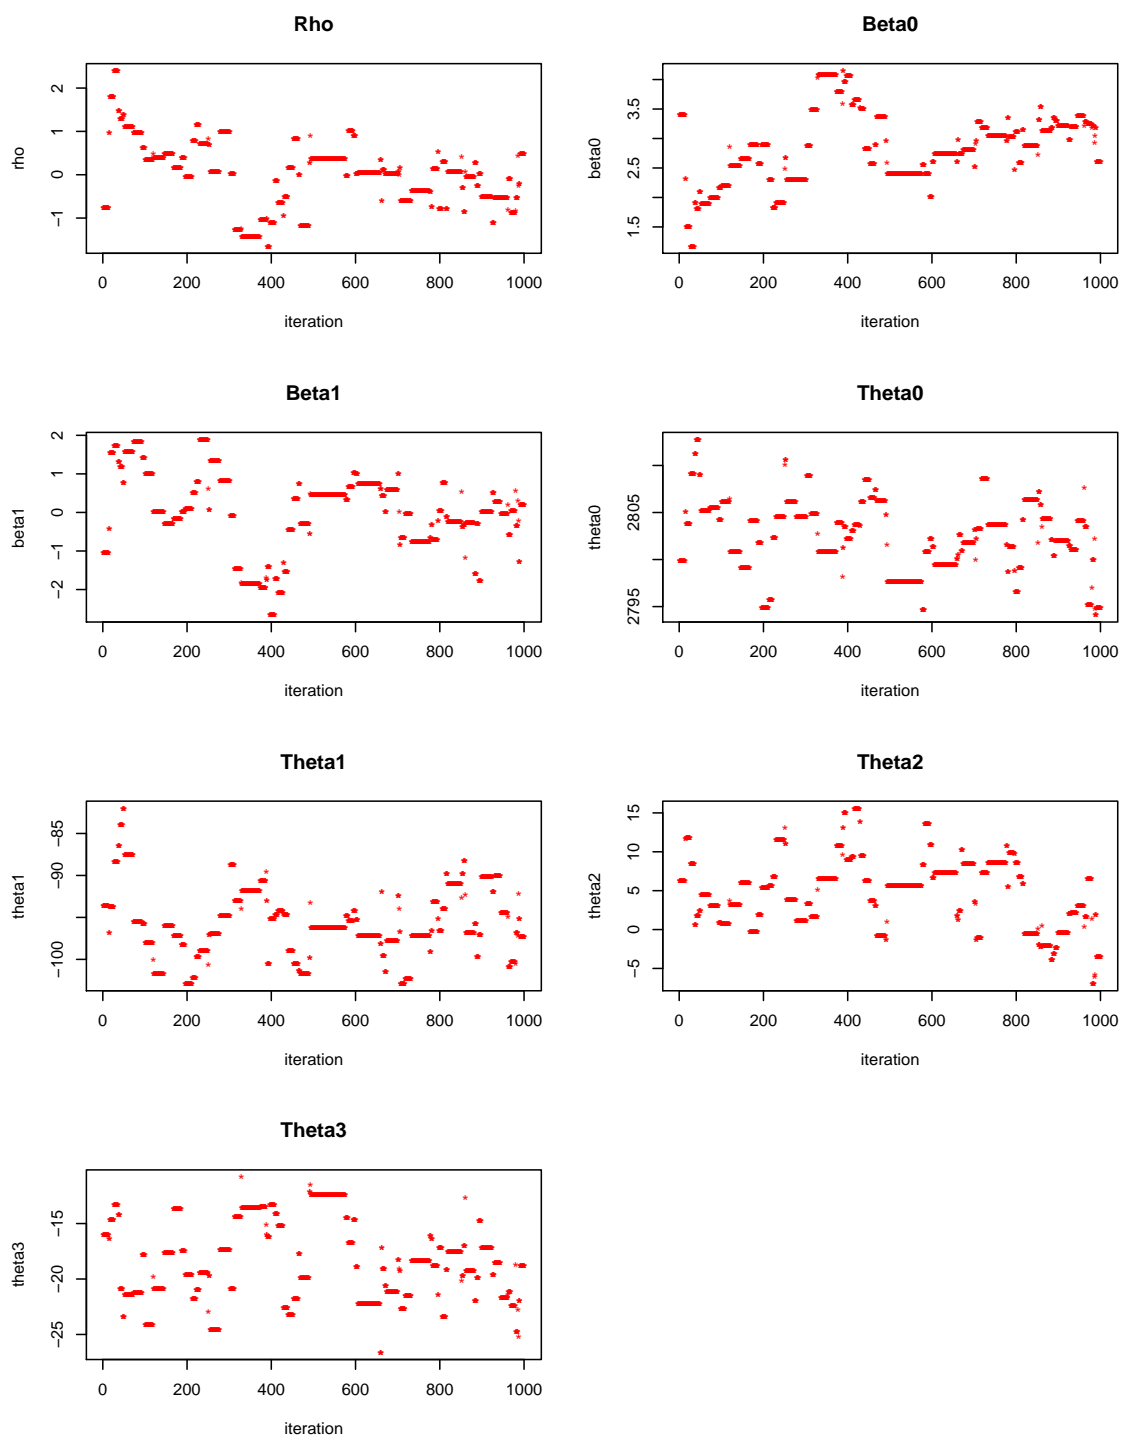 Rho
rho
2
1
0
−1
0 200 400 600 800 1000
iteration
Beta0
beta0
3.5
2.5
1.5
0 200 400 600 800 1000
iteration
Beta1
beta1
2
1
0
−1
−2
0 200 400 600 800 1000
iteration
Theta0
theta0
2805
2795
0 200 400 600 800 1000
iteration
Theta1
theta1
−85
−90
−100
0 200 400 600 800 1000
iteration
Theta2
theta2
15
10
5
0
−5
0 200 400 600 800 1000
iteration
Theta3
theta3
−15
−20
−25
0 200 400 600 800 1000
iteration